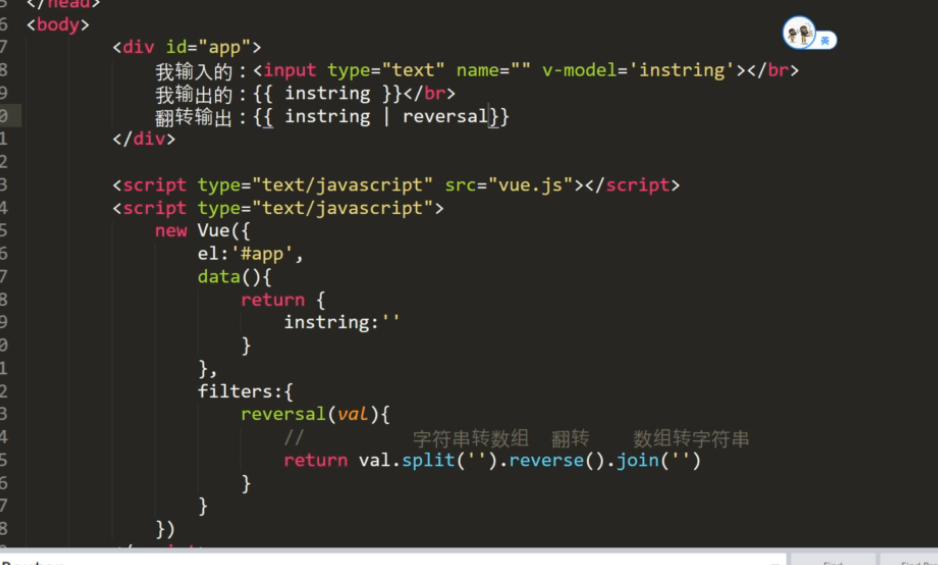 </head>
6 <body>
7 <div id="app">
8 我输入的：<input type="text" name="" v-model='instring'></br>
9 我输出的：{{ instring }}</br>
0 翻转输出：{{ instring | reversal}}
1 </div>
2
3 <script type="text/javascript" src="vue.js"></script>
4 <script type="text/javascript">
5 new Vue({
6 el:'#app',
7 data(){
8 return {
9 instring:''
0 }
1 },
2 filters:{
3 reversal(val){
4 // 字符串转数组 翻转 数组转字符串
5 return val.split('').reverse().join('')
6 }
7 }
8 })
英